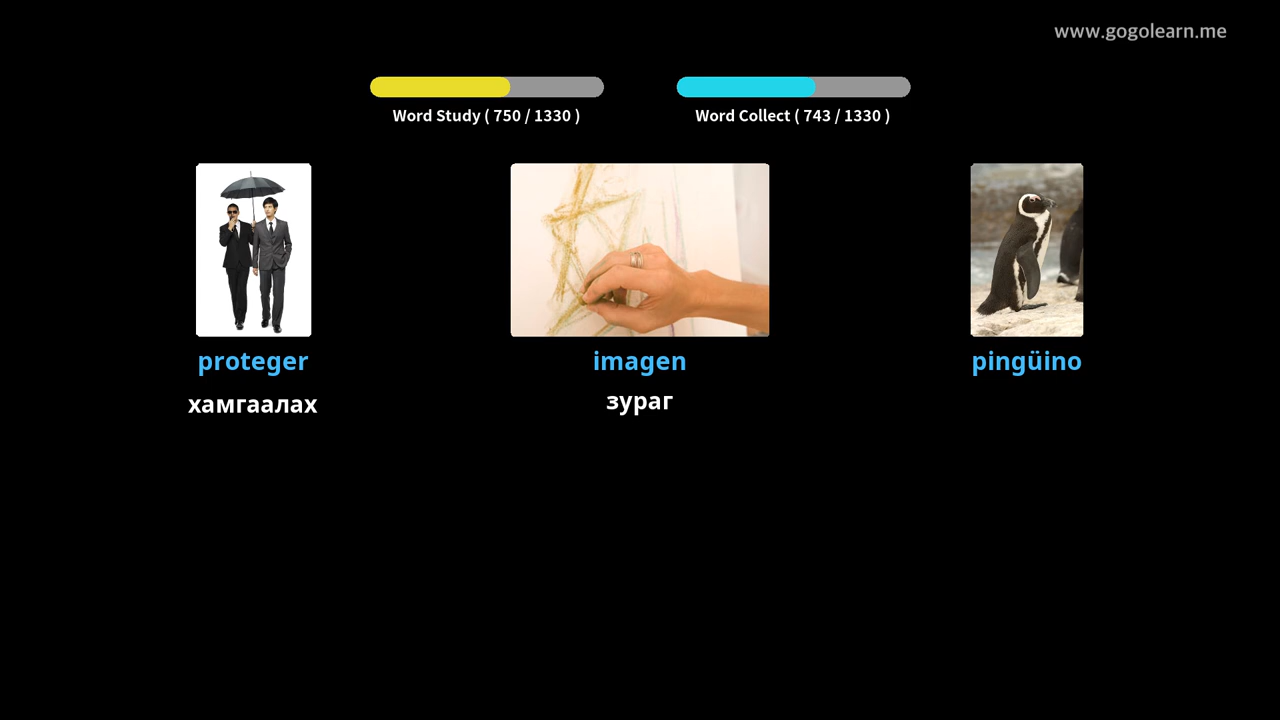 www.gogolearn.me
Word Study ( 750 / 1330 )
Word Collect ( 743 / 1330 )
proteger
imagen
pingüino
хамгаалах
зураг